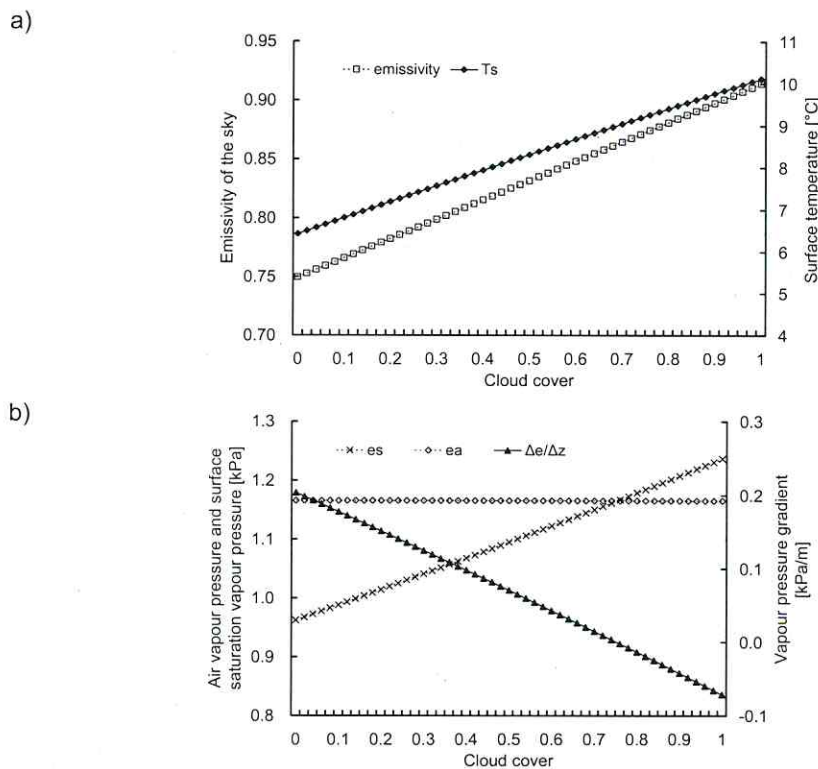 a)
emissivity
Ts
Emissivity of the sky
0.95
0.90
0.85
0.80
0.75
0.70
Surface temperature [°C]
11
10
9
8
7
6
5
4
0 0.1 0.2 0.3 0.4 0.5 0.6 0.7 0.8 0.9 1
Cloud cover
b)
es
ea
Δe/Δz
Air vapour pressure and surface
saturation vapour pressure [kPa]
1.3
1.2
1.1
1.0
0.9
0.8
Vapour pressure gradient
[kPa/m]
0.3
0.2
0.1
0.0
-0.1
0 0.1 0.2 0.3 0.4 0.5 0.6 0.7 0.8 0.9 1
Cloud cover